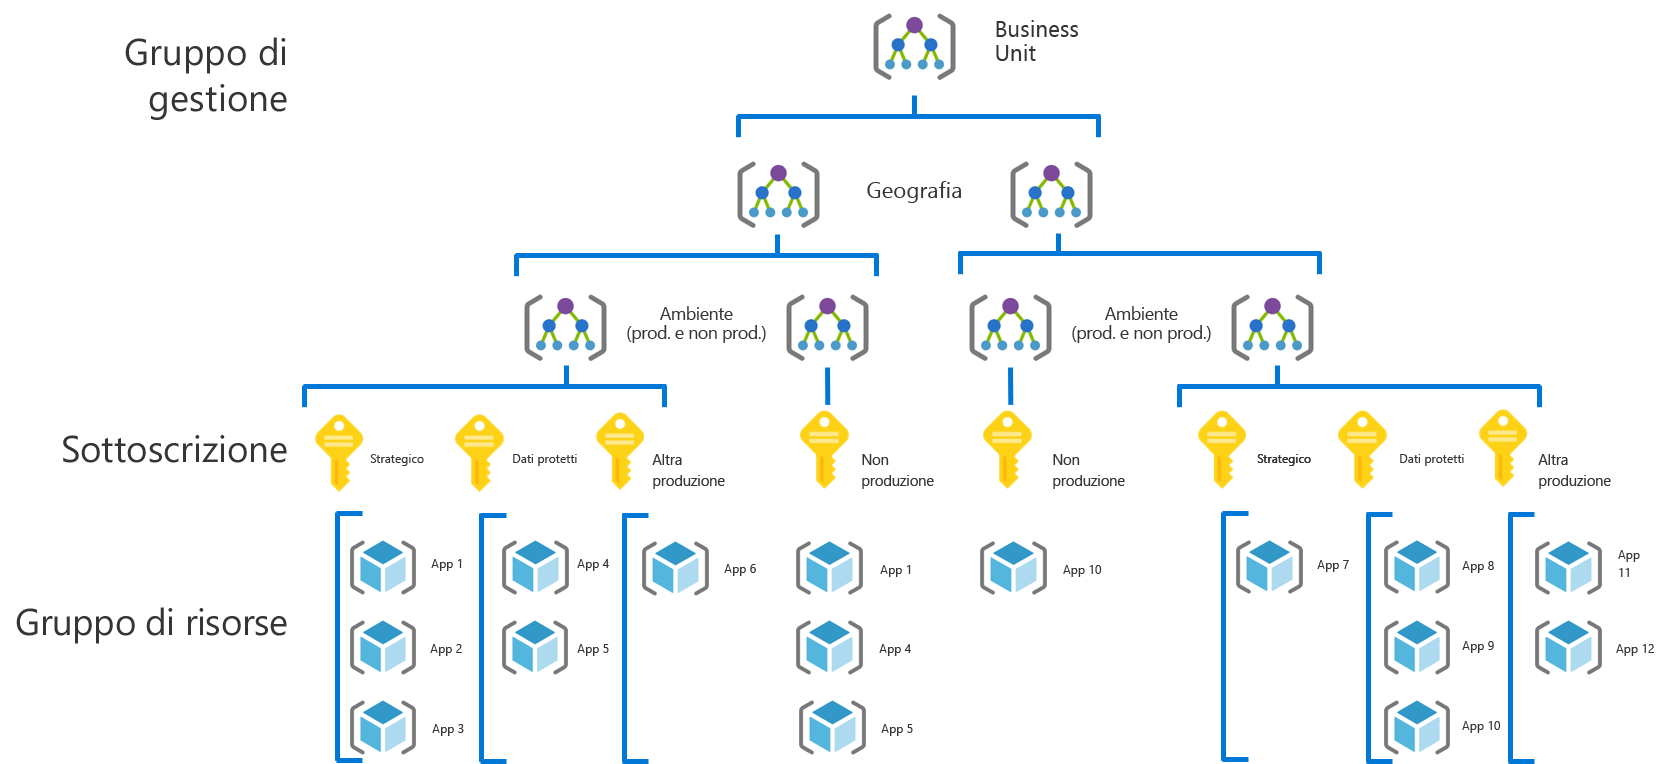 Gruppo di
gestione
Business
Unit
Geografia
Ambiente
(prod. e non prod.)
Ambiente
(prod. e non prod.)
Sottoscrizione
Strategico
Dati protetti
Altra
produzione
Non
produzione
Non
produzione
Strategico
Dati protetti
Altra
produzione
Gruppo di risorse
App 1
App 4
App 6
App 1
App 10
App 7
App 8
App
11
App 2
App 5
App 4
App 9
App 12
App 3
App 5
App 10